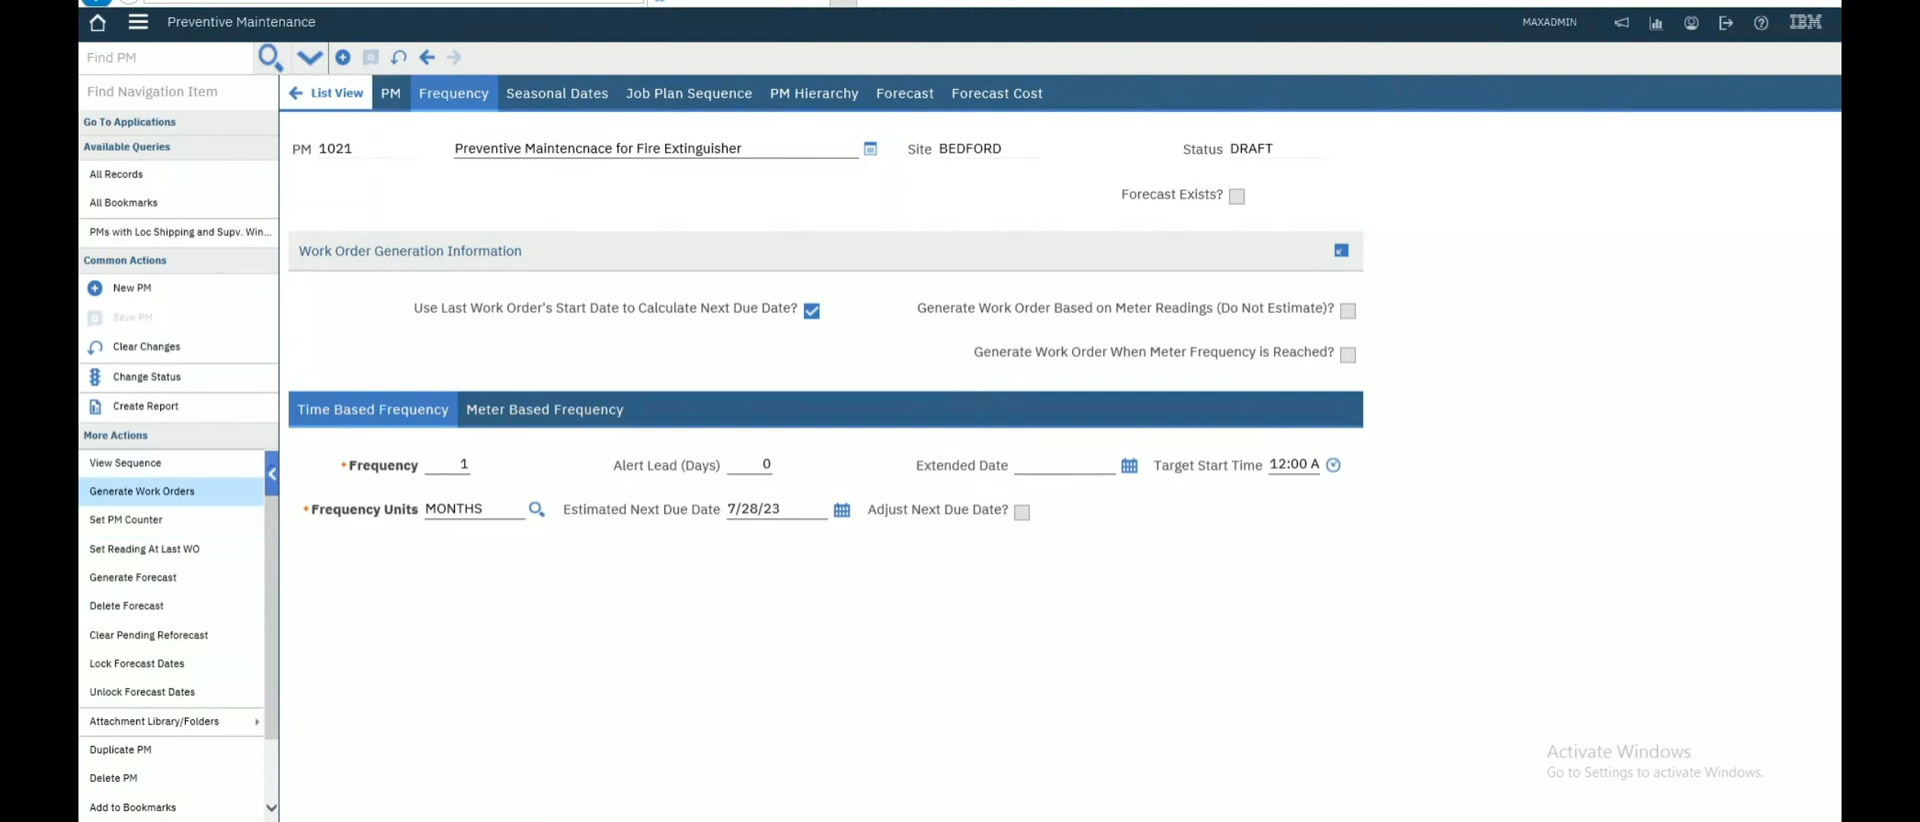 Preventive Maintenance
MAXADMIN
IBM
Find PM
Find Navigation Item
List View PM Frequency Seasonal Dates Job Plan Sequence PM Hierarchy Forecast Forecast Cost
Go To Applications
Available Queries
All Records
All Bookmarks
PMs with Loc Shipping and Supv. Win...
Common Actions
New PM
Save PM
Clear Changes
Change Status
Create Report
More Actions
View Sequence
Generate Work Orders
Set PM Counter
Set Reading At Last WO
Generate Forecast
Delete Forecast
Clear Pending Reforecast
Lock Forecast Dates
Unlock Forecast Dates
Attachment Library/Folders
Duplicate PM
Delete PM
Add to Bookmarks
PM 1021 Preventive Maintencnace for Fire Extinguisher Site BEDFORD Status DRAFT
Forecast Exists?
Work Order Generation Information
Use Last Work Order's Start Date to Calculate Next Due Date? Generate Work Order Based on Meter Readings (Do Not Estimate)?
Generate Work Order When Meter Frequency is Reached?
Time Based Frequency Meter Based Frequency
*Frequency 1 Alert Lead (Days) 0 Extended Date Target Start Time 12:00 A
*Frequency Units MONTHS Estimated Next Due Date 7/28/23 Adjust Next Due Date?
Activate Windows
Go to Settings to activate Windows.